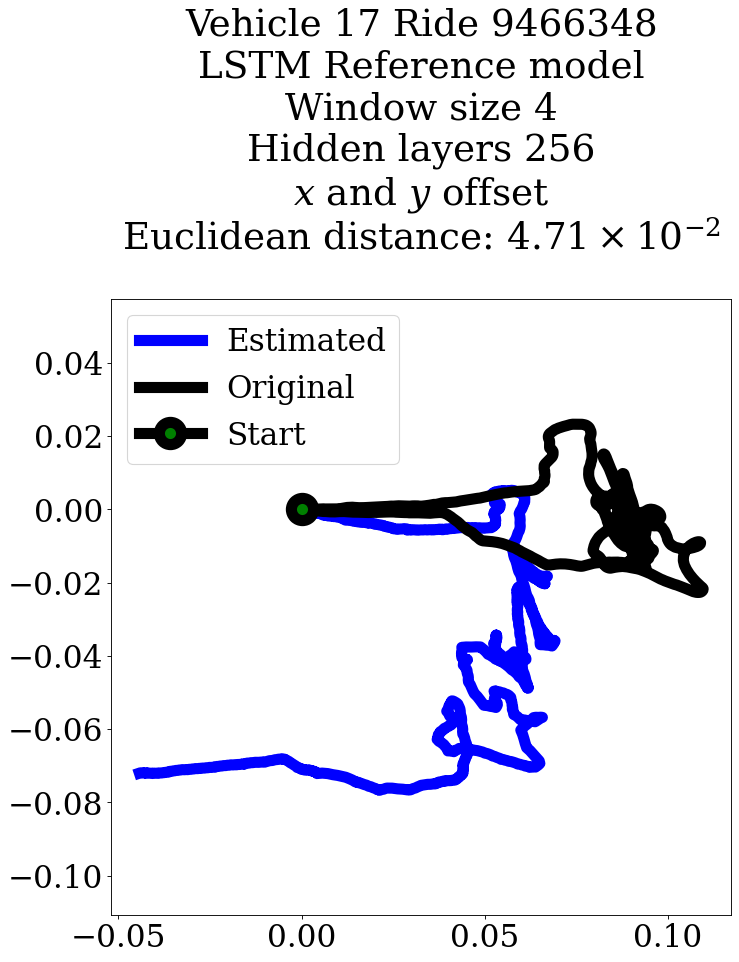 Vehicle 17 Ride 9466348
LSTM Reference model
Window size 4
Hidden layers 256
x and y offset
Euclidean distance: 4.71 × 10⁻²
Estimated
Original
Start
0.04
0.02
0.00
−0.02
−0.04
−0.06
−0.08
−0.10
−0.05 0.00 0.05 0.10